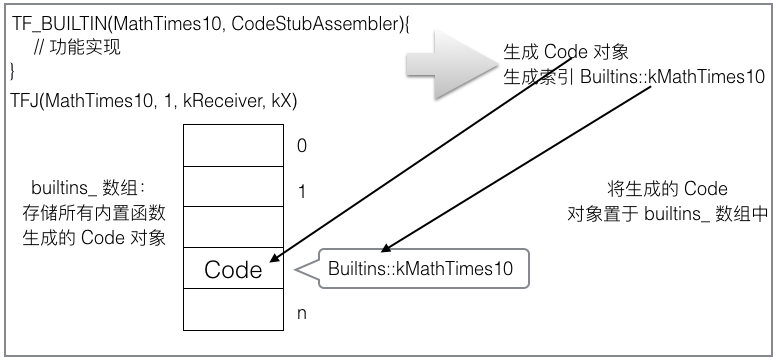 TF_BUILTIN(MathTimes10, CodeStubAssembler){
// 功能实现
}
TFJ(MathTimes10, 1, kReceiver, kX)
生成 Code 对象
生成索引 Builtins::kMathTimes10
builtins_ 数组：
存储所有内置函数
生成的 Code 对象
0
1
Code
Builtins::kMathTimes10
n
将生成的 Code
对象置于 builtins_ 数组中